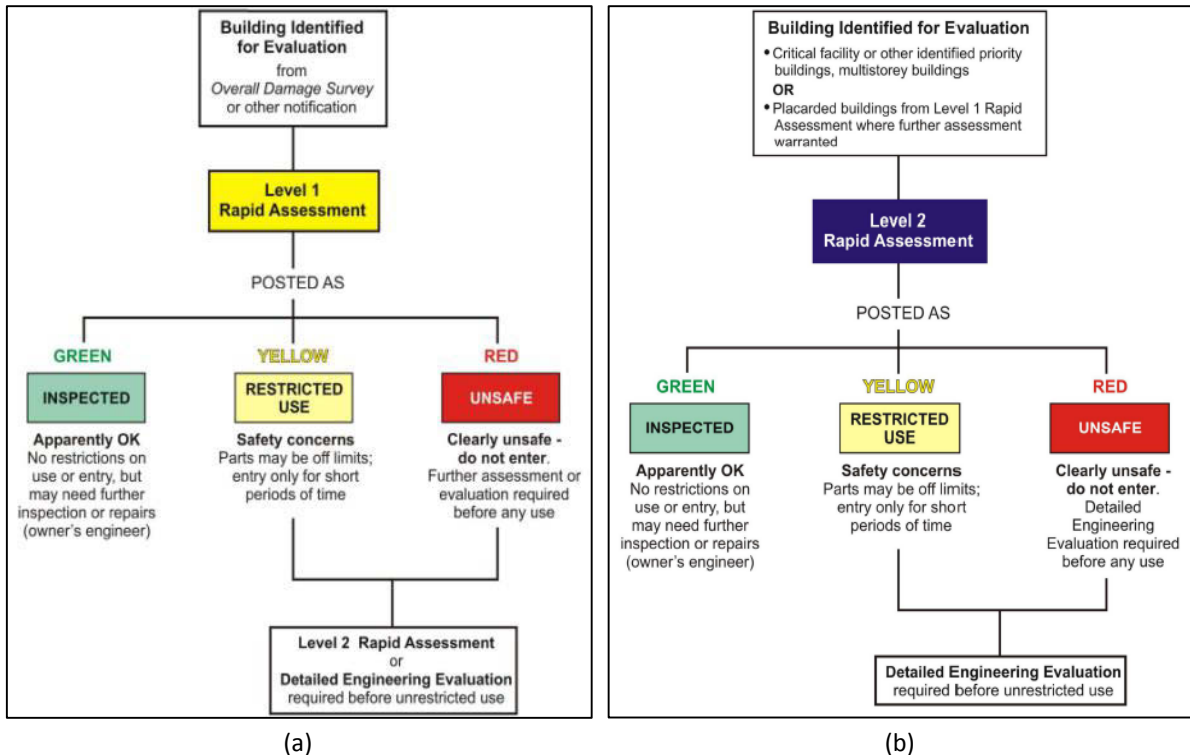 Building Identified
for Evaluation
from
Overall Damage Survey
or other notification
Level 1
Rapid Assessment
POSTED AS
GREEN
INSPECTED
Apparently OK
No restrictions on
use or entry, but
may need further
inspection or repairs
(owner's engineer)
YELLOW
RESTRICTED
USE
Safety concerns
Parts may be off limits;
entry only for short
periods of time
RED
UNSAFE
Clearly unsafe -
do not enter.
Further assessment or
evaluation required
before any use
Level 2 Rapid Assessment
or
Detailed Engineering Evaluation
required before unrestricted use
(a)
Building Identified for Evaluation
• Critical facility or other identified priority
buildings, multistorey buildings
OR
• Placarded buildings from Level 1 Rapid
Assessment where further assessment
warranted
Level 2
Rapid Assessment
POSTED AS
GREEN
INSPECTED
Apparently OK
No restrictions on
use or entry, but
may need further
inspection or repairs
(owner's engineer)
YELLOW
RESTRICTED
USE
Safety concerns
Parts may be off limits;
entry only for short
periods of time
RED
UNSAFE
Clearly unsafe -
do not enter.
Detailed
Engineering
Evaluation required
before any use
Detailed Engineering Evaluation
required before unrestricted use
(b)